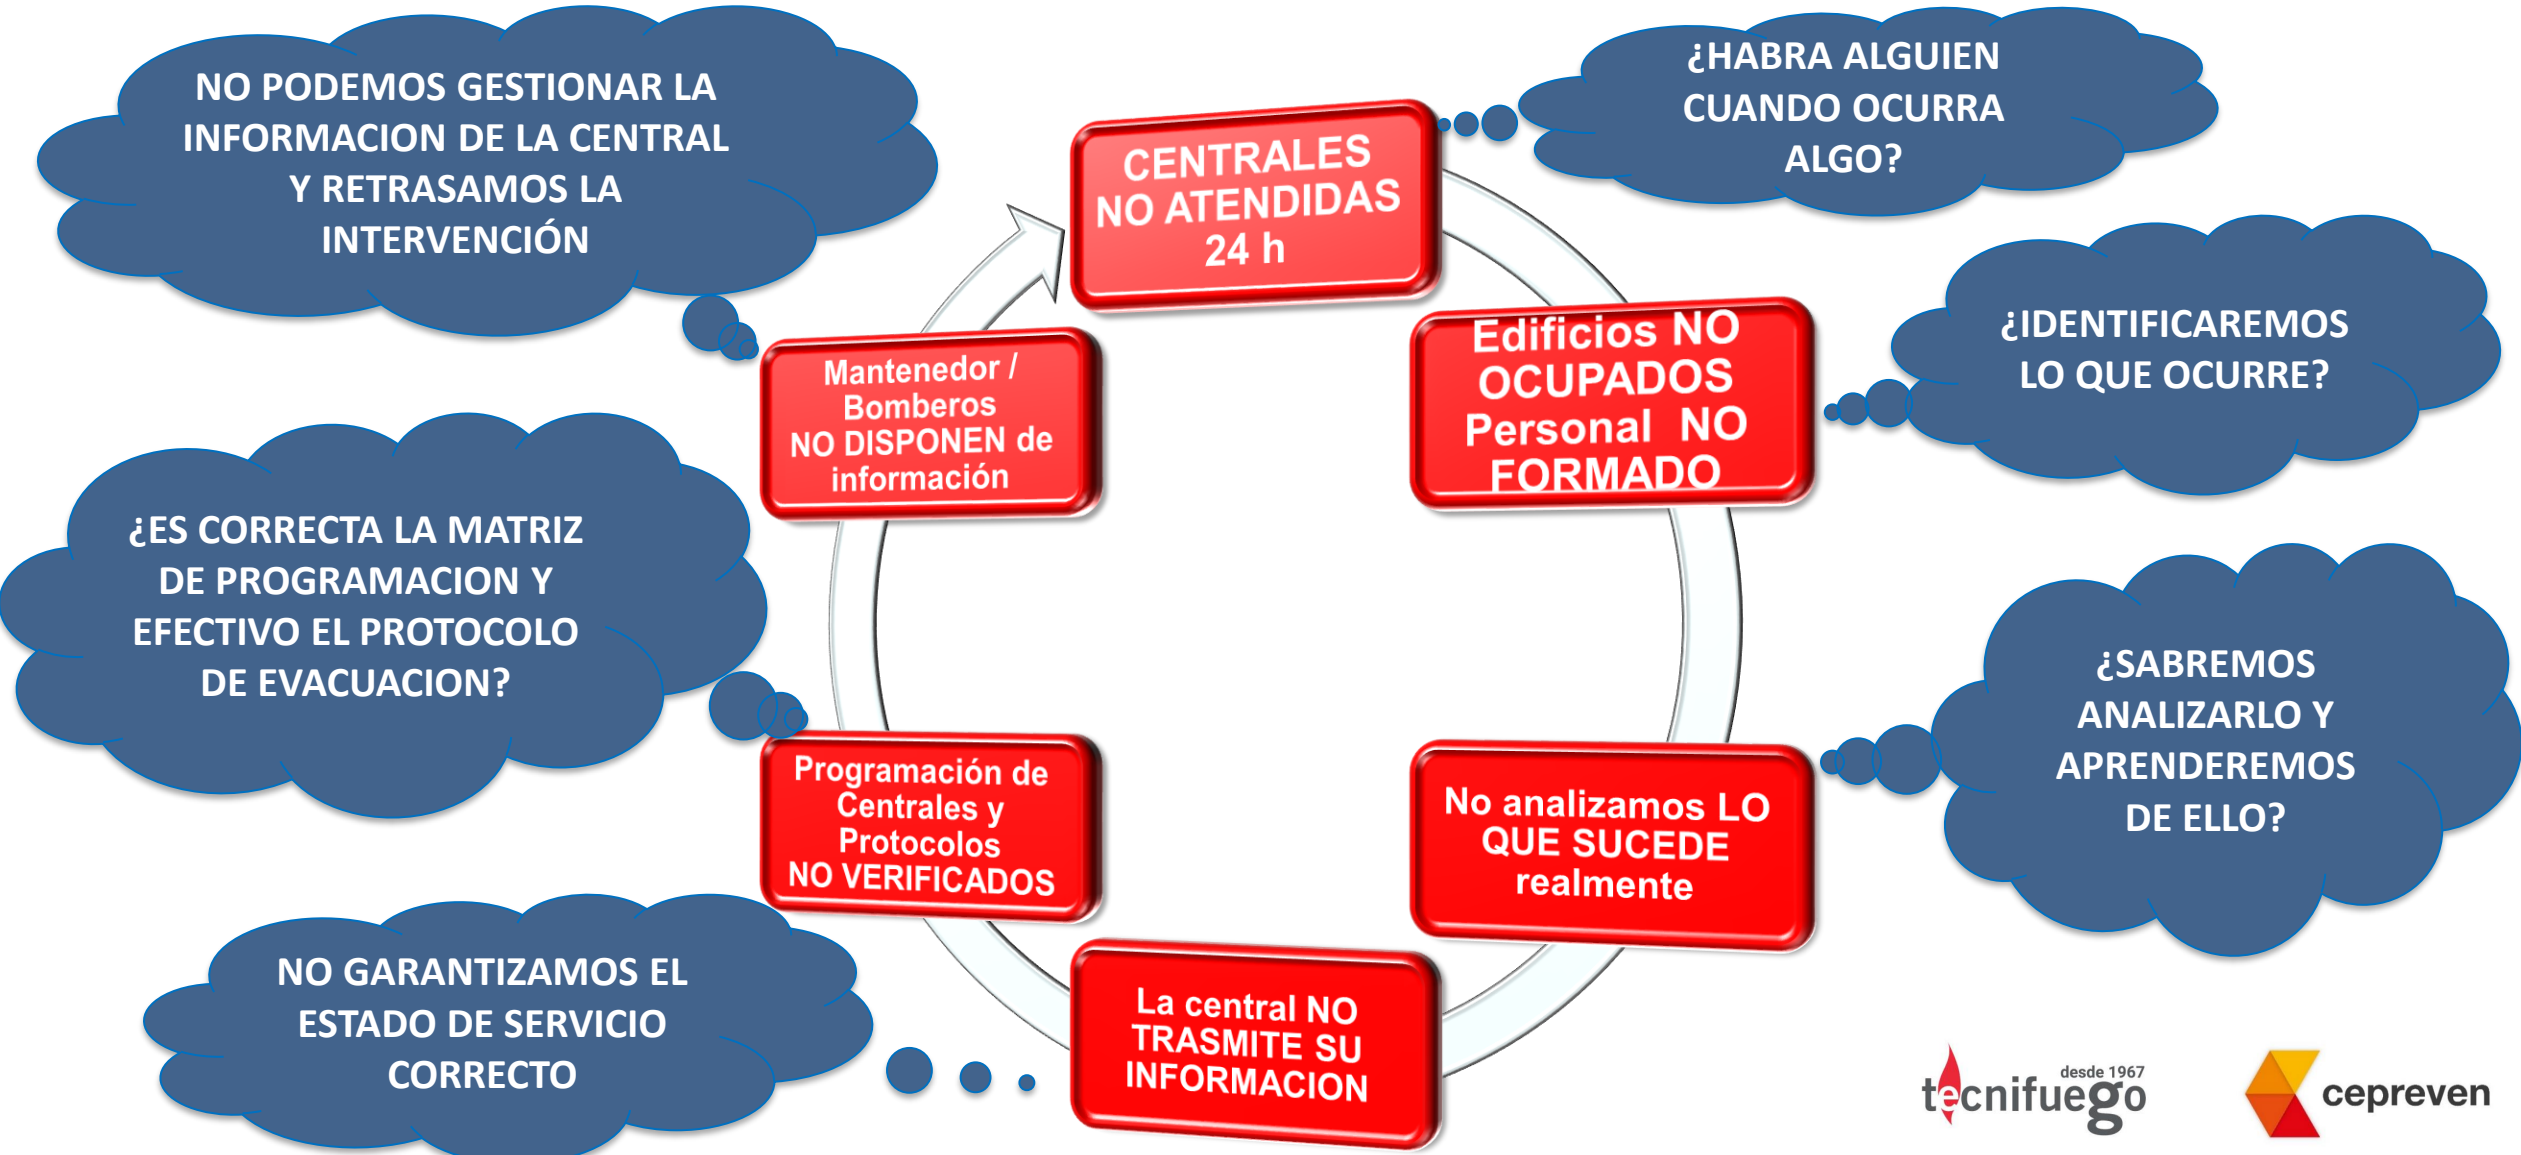 NO PODEMOS GESTIONAR LA
INFORMACION DE LA CENTRAL
Y RETRASAMOS LA
INTERVENCIÓN
CENTRALES
NO ATENDIDAS
24 h
¿HABRA ALGUIEN
CUANDO OCURRA
ALGO?
Edificios NO
OCUPADOS
Personal NO
FORMADO
¿IDENTIFICAREMOS
LO QUE OCURRE?
Mantenedor /
Bomberos
NO DISPONEN de
información
¿ES CORRECTA LA MATRIZ
DE PROGRAMACION Y
EFECTIVO EL PROTOCOLO
DE EVACUACION?
¿SABREMOS
ANALIZARLO Y
APRENDEREMOS
DE ELLO?
Programación de
Centrales y
Protocolos
NO VERIFICADOS
No analizamos LO
QUE SUCEDE
realmente
NO GARANTIZAMOS EL
ESTADO DE SERVICIO
CORRECTO
La central NO
TRASMITE SU
INFORMACION
desde 1967
tecnifuego
cepreven